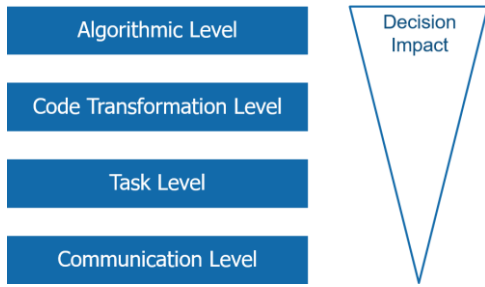 Algorithmic Level
Decision
Impact
Code Transformation Level
Task Level
Communication Level